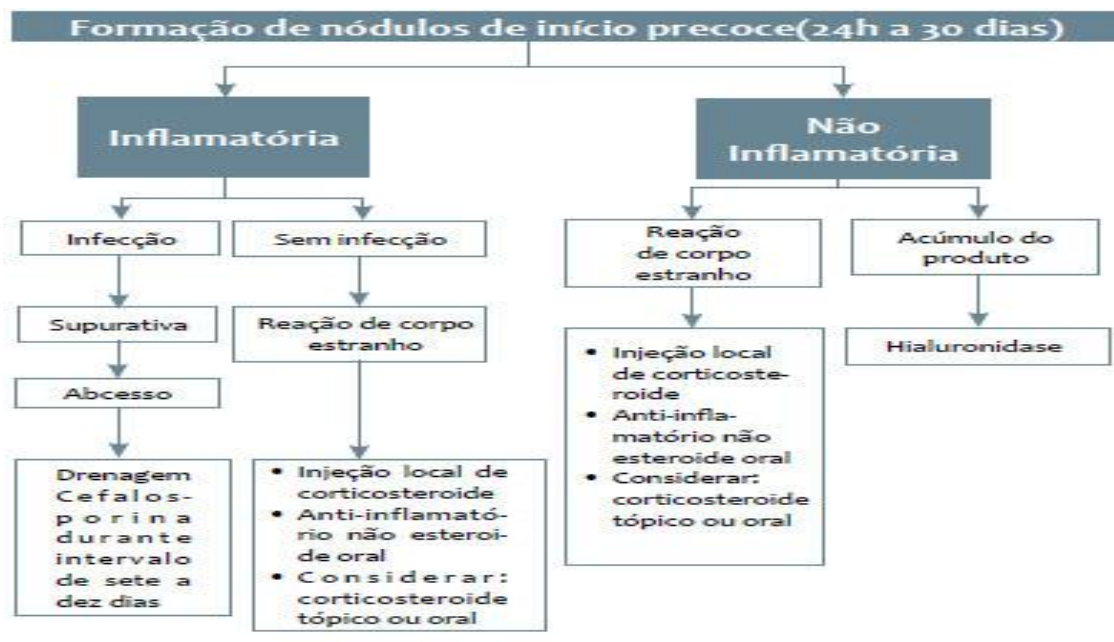 Formação de nódulos de início precoce(24h a 30 dias)
Inflamatória
Não
Inflamatória
Infecção
Sem infecção
Reação
de corpo
estranho
Acúmulo do
produto
Supurativa
Reação de corpo
estranho
Hialuronidase
Abcesso
• Injeção local
de corticoste-
roide
• Anti-infla-
matório não
esteroide oral
• Considerar:
corticosteroide
tópico ou oral
Drenagem
Cefalos-
porina
durante
intervalo
de sete a
dez dias
• Injeção local de
corticosteroide
• Anti-inflamató-
rio não esteroi-
de oral
• Considerar:
corticosteroide
tópico ou oral